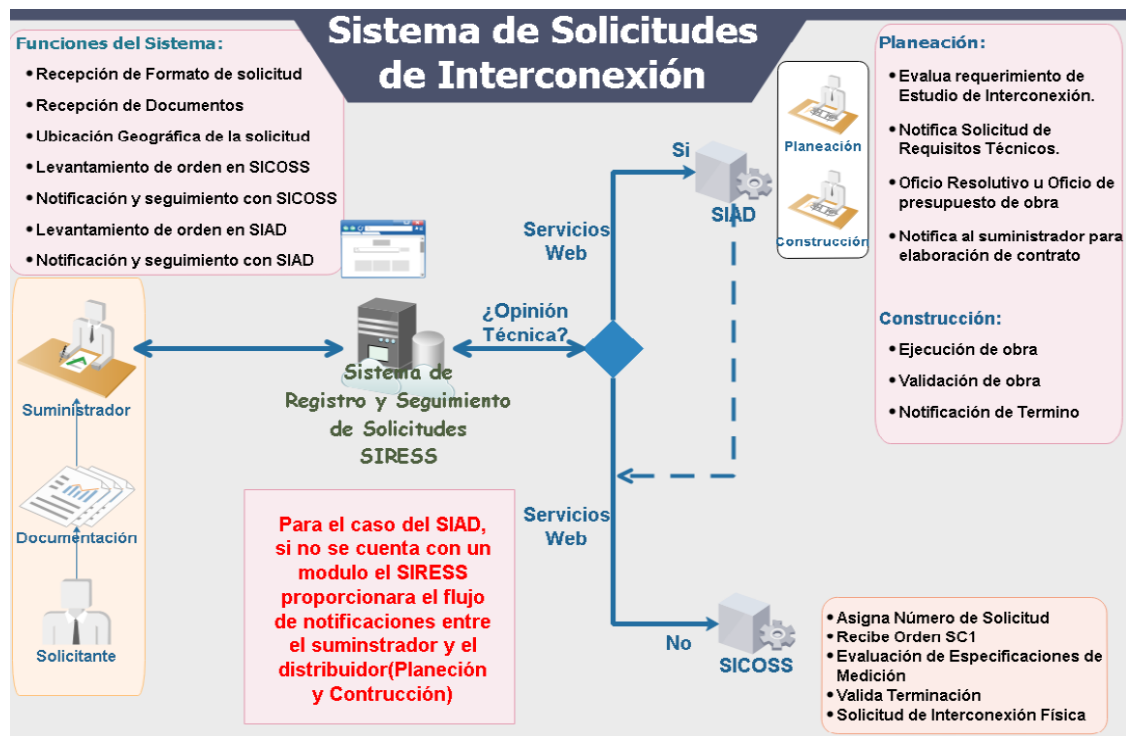 Sistema de Solicitudes
de Interconexión
Funciones del Sistema:
• Recepción de Formato de solicitud
• Recepción de Documentos
• Ubicación Geográfica de la solicitud
• Levantamiento de orden en SICOSS
• Notificación y seguimiento con SICOSS
• Levantamiento de orden en SIAD
• Notificación y seguimiento con SIAD
Suministrador
Documentación
Solicitante
Sistema de
Registro y Seguimiento
de Solicitudes
SIRESS
¿Opinión
Técnica?
Servicios
Web
Si
SIAD
Planeación
Construcción
Planeación:
• Evalua requerimiento de
Estudio de Interconexión.
• Notifica Solicitud de
Requisitos Técnicos.
• Oficio Resolutivo u Oficio de
presupuesto de obra
• Notifica al suministrador para
elaboración de contrato
Construcción:
• Ejecución de obra
• Validación de obra
• Notificación de Termino
Para el caso del SIAD,
si no se cuenta con un
modulo el SIRESS
proporcionara el flujo
de notificaciones entre
el suminstrador y el
distribuidor(Planeción
y Contrucción)
Servicios
Web
No
SICOSS
• Asigna Número de Solicitud
• Recibe Orden SC1
• Evaluación de Especificaciones de
Medición
• Valida Terminación
• Solicitud de Interconexión Física